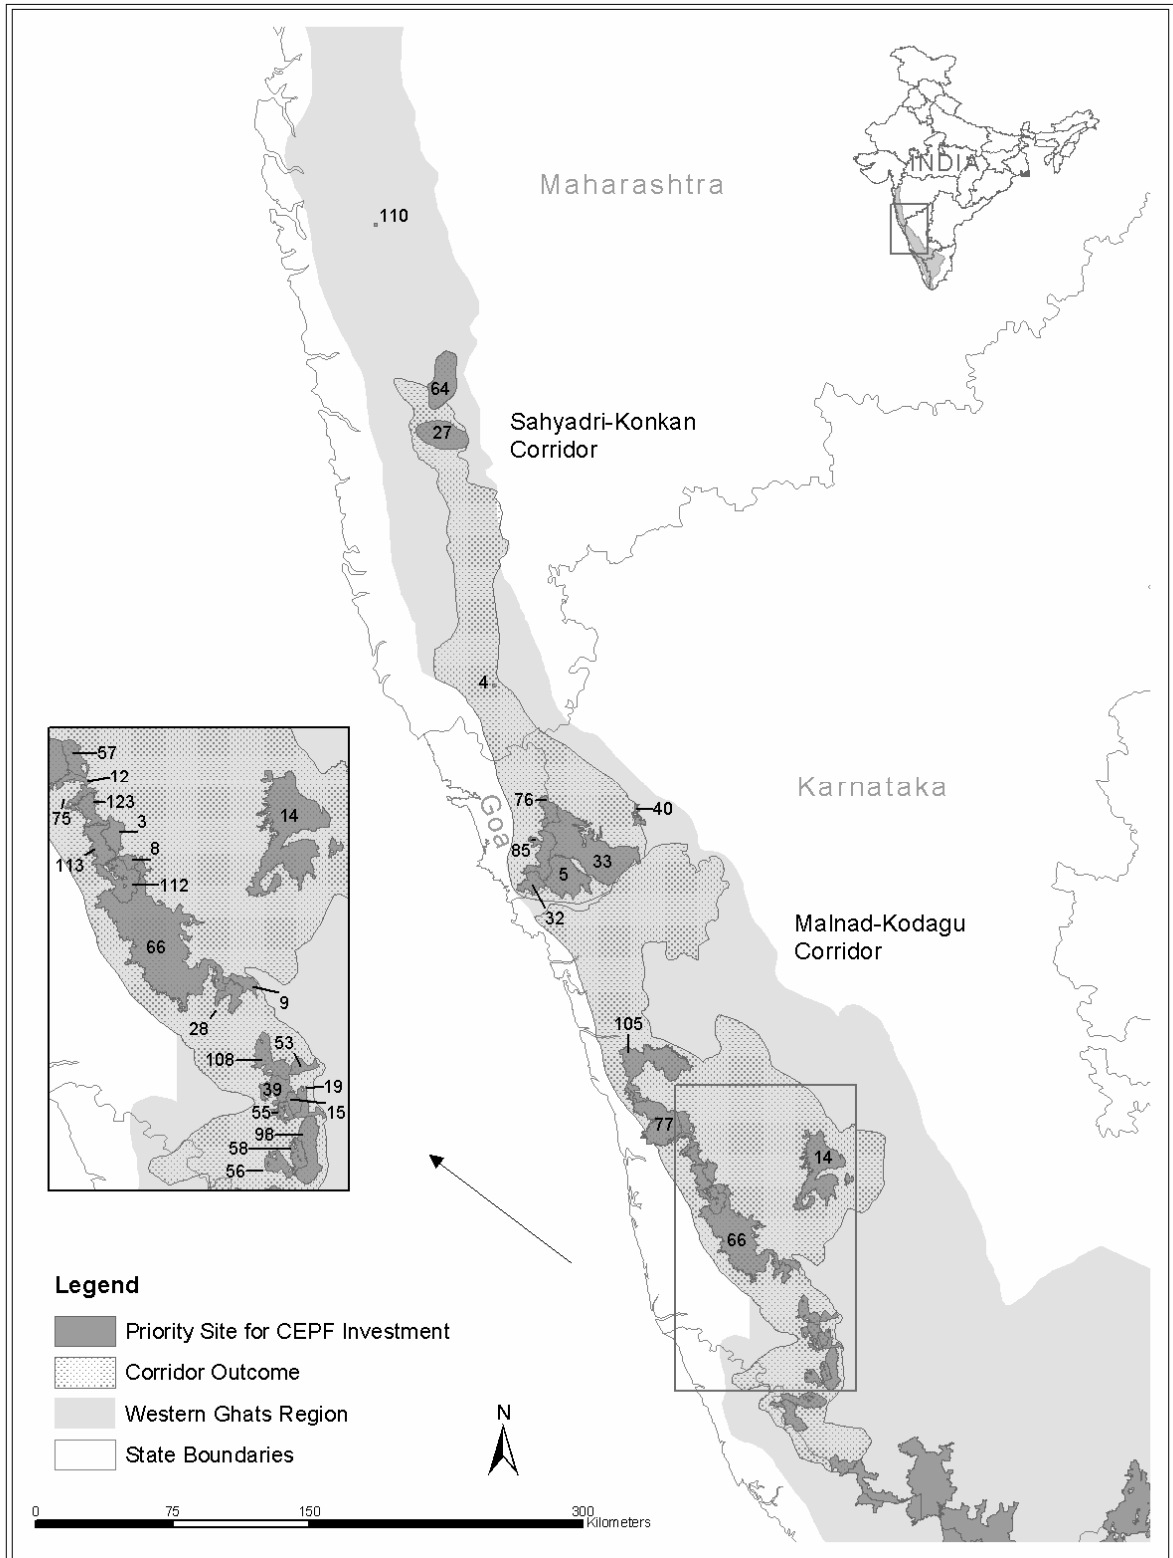 INDIA
Maharashtra
110
64
27
Sahyadri-Konkan
Corridor
4
Goa
76
40
85
33
5
32
Karnataka
Malnad-Kodagu
Corridor
105
77
14
66
57
12
123
75
3
14
113
8
112
66
9
28
108
53
39
19
55
15
98
58
56
Legend
Priority Site for CEPF Investment
Corridor Outcome
Western Ghats Region
State Boundaries
N
0 75 150 300
Kilometers